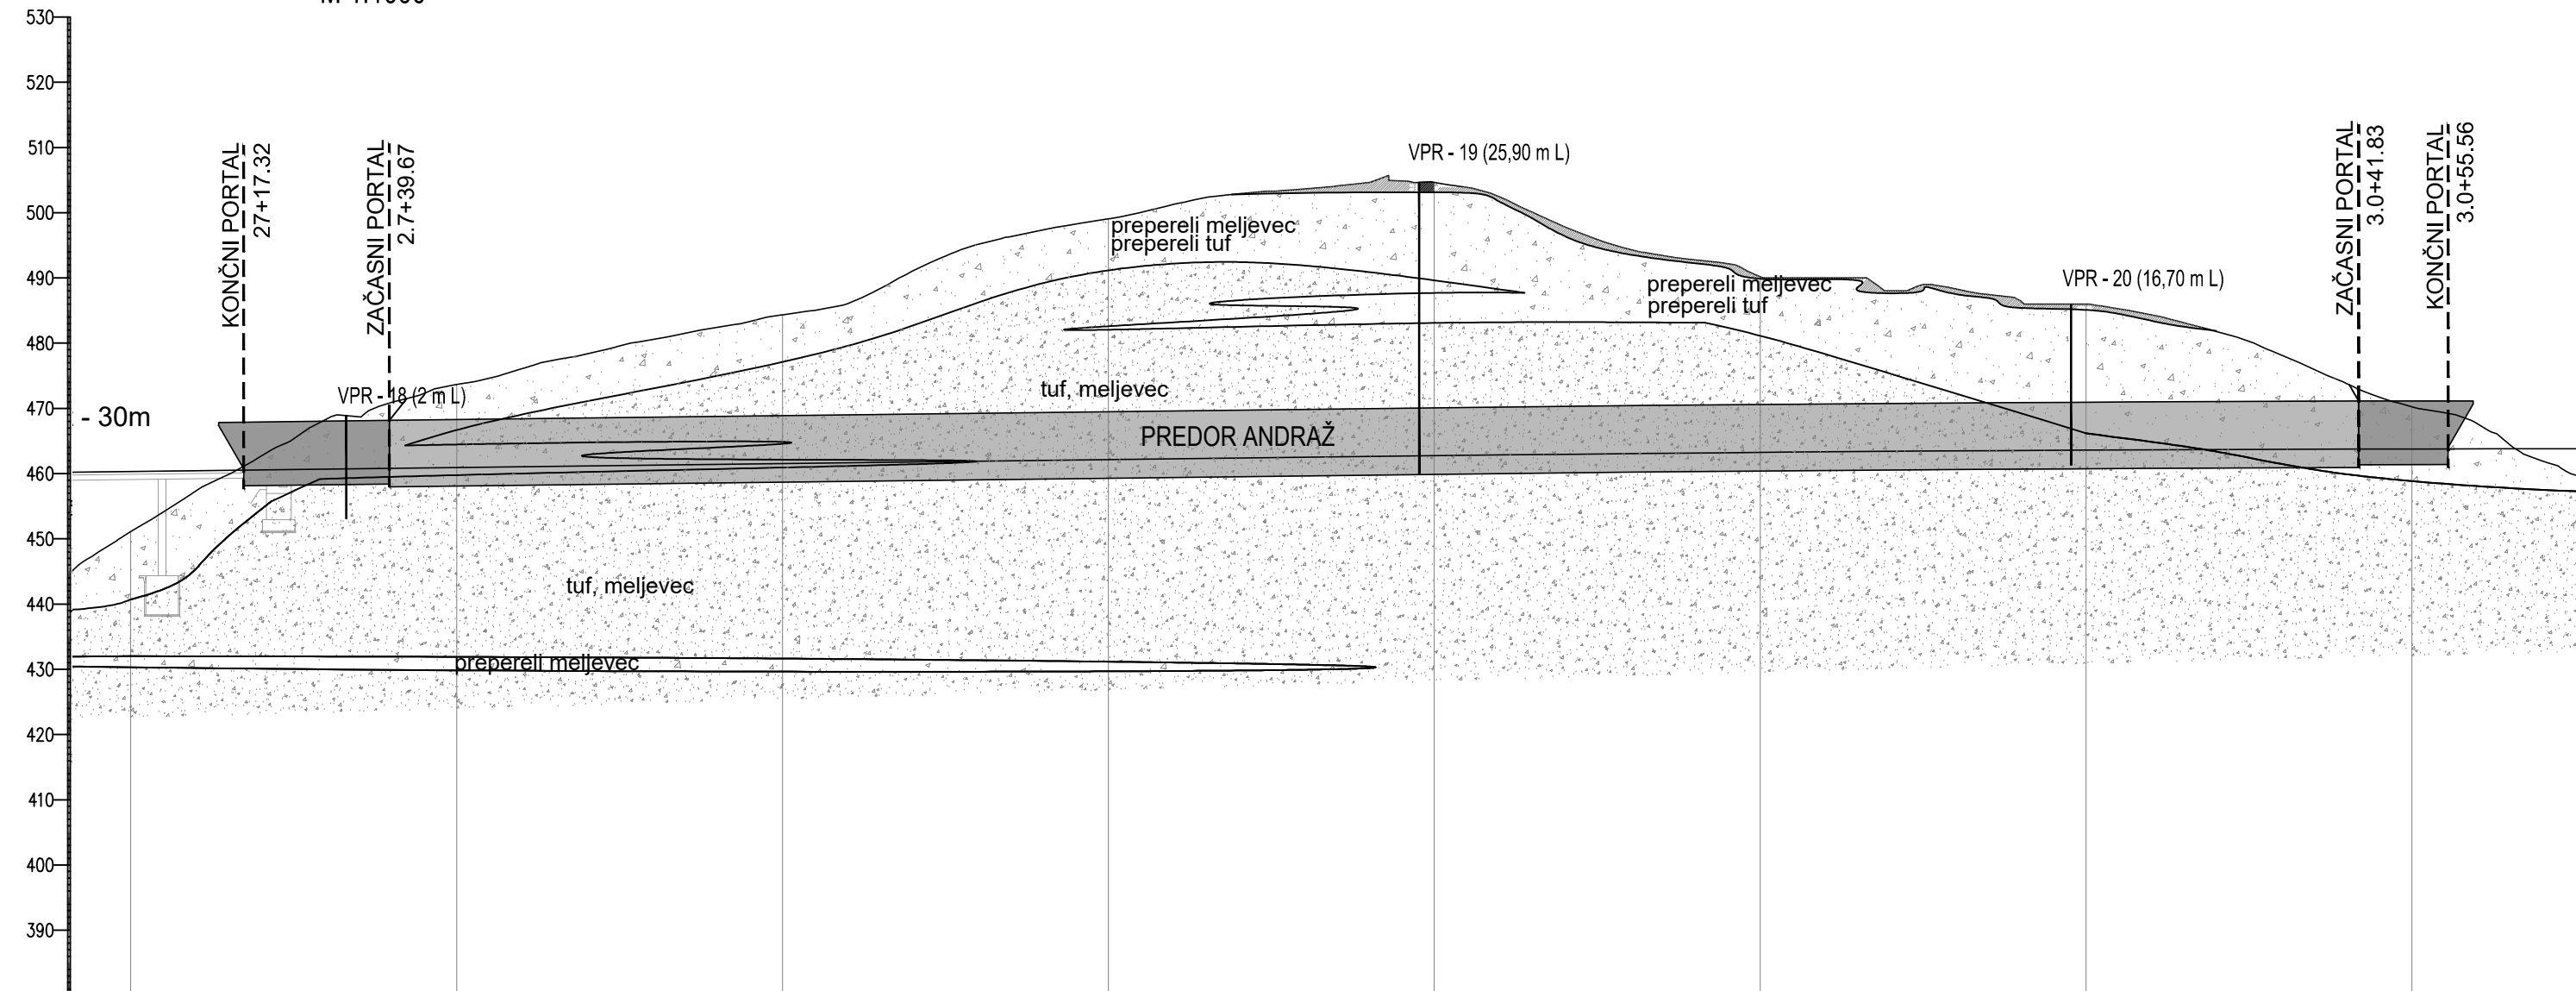 530
520
510
500
490
480
470
460
450
440
430
420
410
400
390
- 30m
KONČNI PORTAL
27+17.32
ZAČASNI PORTAL
2.7+39.67
VPR - 18 (2 m L)
VPR - 19 (25,90 m L)
prepereli meljevec
prepereli tuf
prepereli meljevec
prepereli tuf
VPR - 20 (16,70 m L)
ZAČASNI PORTAL
3.0+41.83
KONČNI PORTAL
3.0+55.56
tuf, meljevec
PREDOR ANDRAŽ
tuf, meljevec
prepereli meljevec